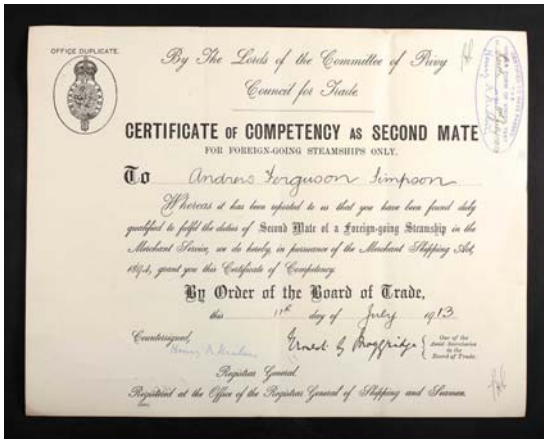 OFFICE DUPLICATE.
By The Lords of the Committee of Privy
Council for Trade
CERTIFICATE OF COMPETENCY AS SECOND MATE
FOR FOREIGN-GOING STEAMSHIPS ONLY.
To Andrew Ferguson Simpson
Whereas it has been reported to us that you have been found duly
qualified to fulfil the duties of Second Mate of a Foreign-going Steamship in the
Merchant Service, we do hereby, in pursuance of the Merchant Shipping Act,
1894, grant you this Certificate of Competency.
By Order of the Board of Trade,
this 11th day of July 1913
Countersigned,
Ernest G Moggridge
One of the
Joint Secretaries
to the
Board of Trade.
Registrar General.
Registered at the Office of the Registrar General of Shipping and Seamen.